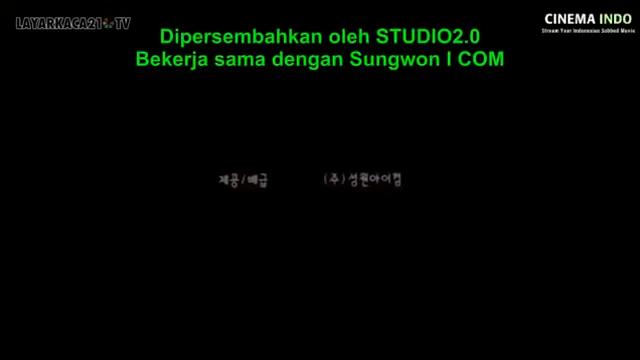 LAYARKACA21 TV
CINEMA INDO
Stream Your Indonesian Subbed Movie
Dipersembahkan oleh STUDIO2.0
Bekerja sama dengan Sungwon I COM
제공/배급 (주)성원아이컴